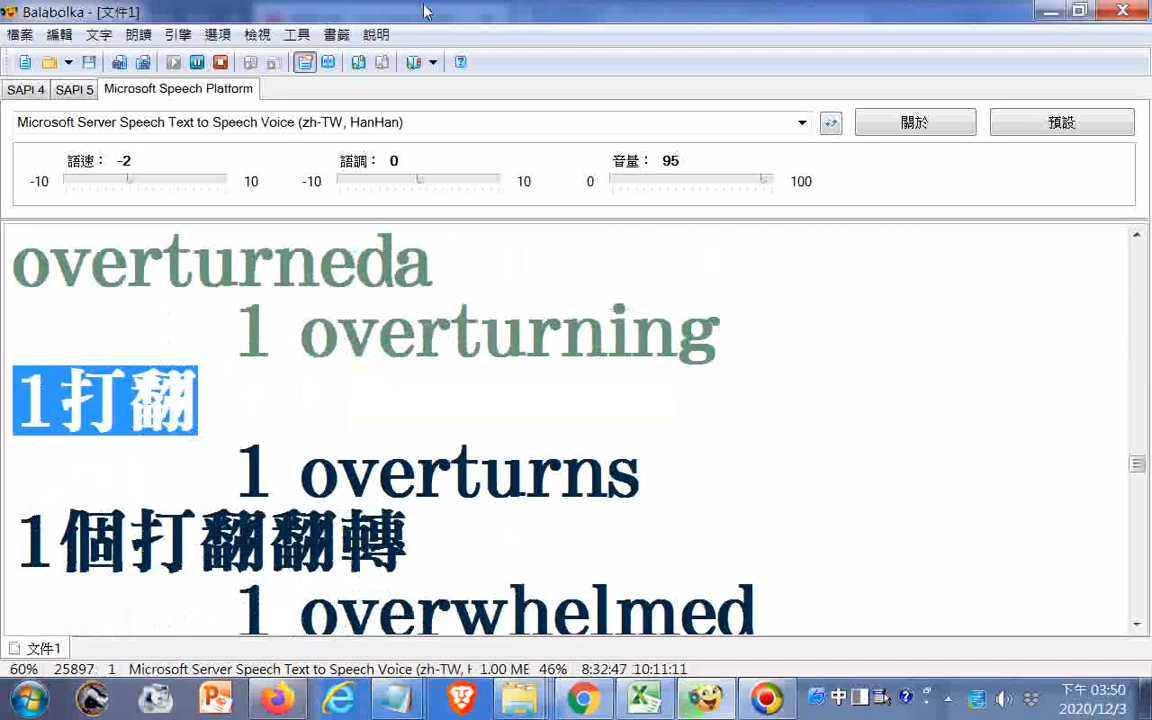 Balabolka - [文件1]
檔案 編輯 文字 朗讀 引擎 選項 檢視 工具 書籤 說明
SAPI 4 SAPI 5 Microsoft Speech Platform
Microsoft Server Speech Text to Speech Voice (zh-TW, HanHan) 關於 預設
語速： -2 語調： 0 音量： 95
-10 10 -10 10 0 100
overturneda
1 overturning
1打翻
1 overturns
1個打翻翻轉
1 overwhelmed
文件1
60% 25897 1 Microsoft Server Speech Text to Speech Voice (zh-TW, 1.00 ME 46% 8:32:47 10:11:11
中 下午 03:50
2020/12/3